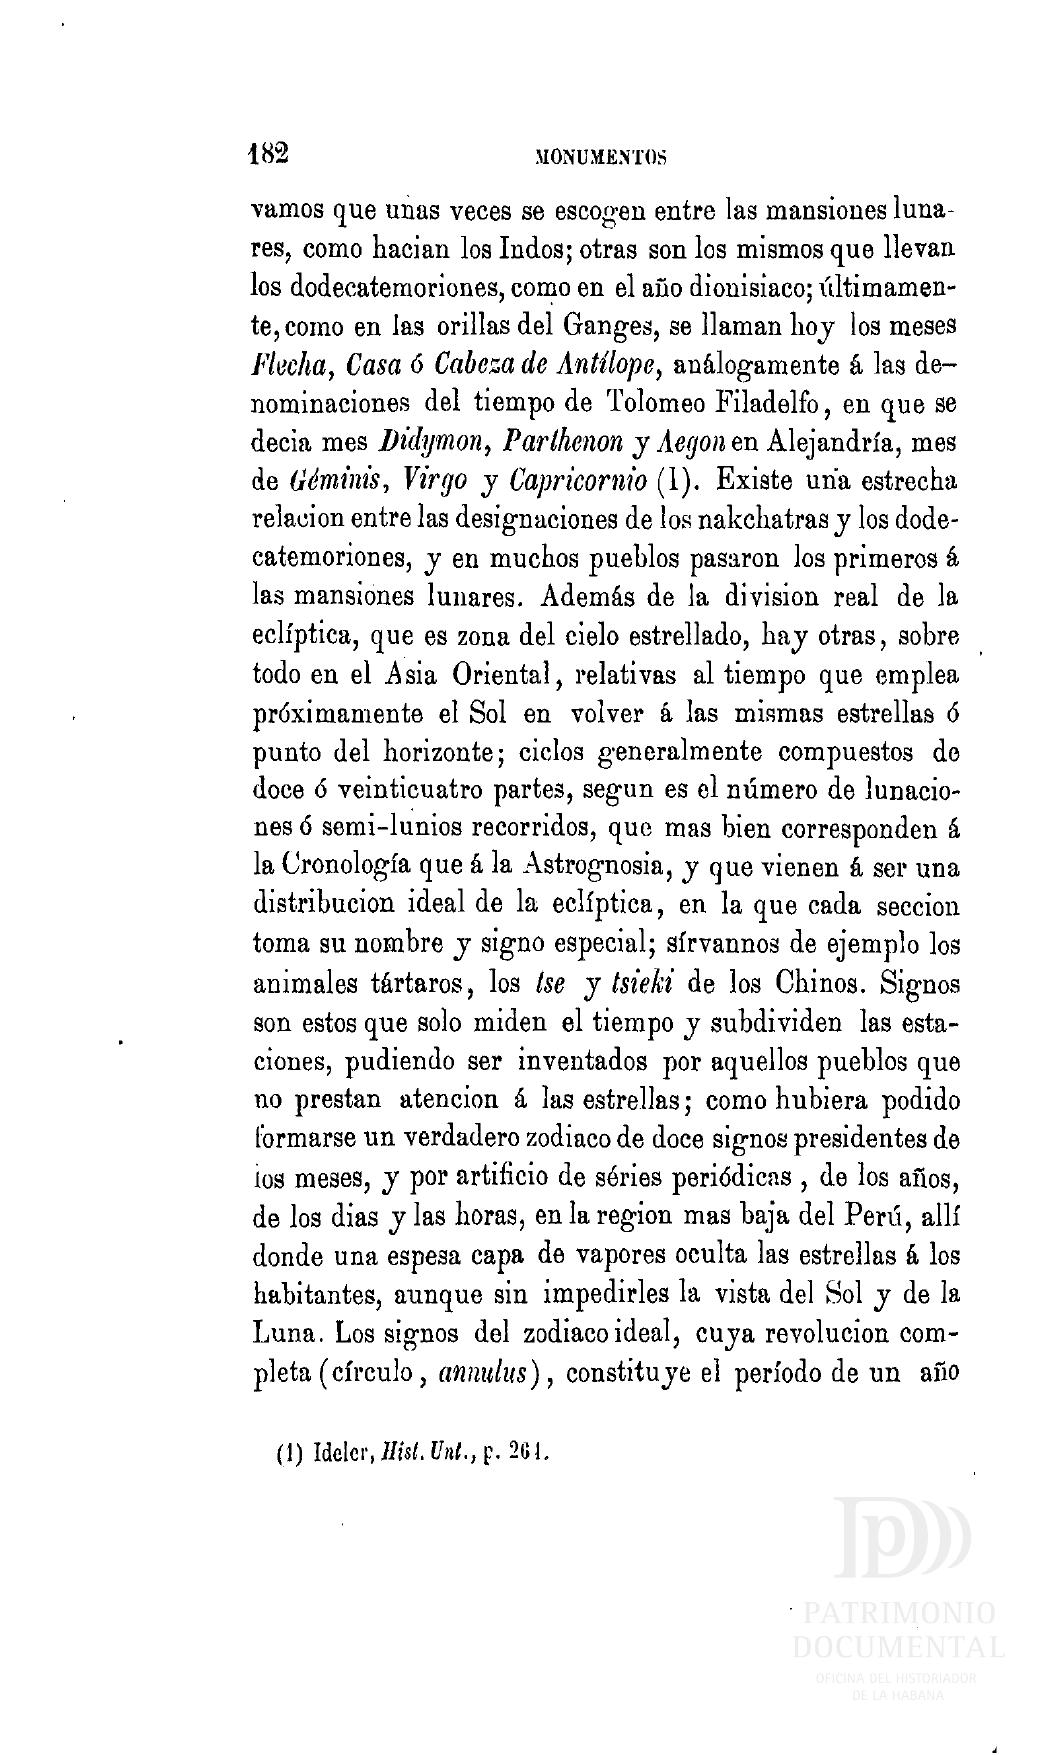 182 MONUMENTOS
vamos que unas veces se escogen entre las mansiones luna-
res, como hacian los Indos; otras son los mismos que llevan
los dodecatemoriones, como en el año dionisiaco; últimamen-
te, como en las orillas del Ganges, se llaman hoy los meses
Flecha, Casa ó Cabeza de Antílope, análogamente á las de-
nominaciones del tiempo de Tolomeo Filadelfo, en que se
decia mes Didymon, Parthenon y Aegon en Alejandría, mes
de Géminis, Virgo y Capricornio (1). Existe una estrecha
relacion entre las designaciones de los nakchatras y los dode-
catemoriones, y en muchos pueblos pasaron los primeros á
las mansiones lunares. Además de la division real de la
eclíptica, que es zona del cielo estrellado, hay otras, sobre
todo en el Asia Oriental, relativas al tiempo que emplea
próximamente el Sol en volver á las mismas estrellas ó
punto del horizonte; ciclos generalmente compuestos de
doce ó veinticuatro partes, segun es el número de lunacio-
nes ó semi-lunios recorridos, que mas bien corresponden á
la Cronología que á la Astrognosia, y que vienen á ser una
distribucion ideal de la eclíptica, en la que cada seccion
toma su nombre y signo especial; sírvannos de ejemplo los
animales tártaros, los tse y tsieki de los Chinos. Signos
son estos que solo miden el tiempo y subdividen las esta-
ciones, pudiendo ser inventados por aquellos pueblos que
no prestan atencion á las estrellas; como hubiera podido
formarse un verdadero zodiaco de doce signos presidentes de
los meses, y por artificio de séries periódicas, de los años,
de los dias y las horas, en la region mas baja del Perú, allí
donde una espesa capa de vapores oculta las estrellas á los
habitantes, aunque sin impedirles la vista del Sol y de la
Luna. Los signos del zodiaco ideal, cuya revolucion com-
pleta (círculo, annulus), constituye el período de un año
(1) Ideler, Hist. Unt., p. 264.
PATRIMONIO
DOCUMENTAL
OFICINA DEL HISTORIADOR
DE LA HABANA